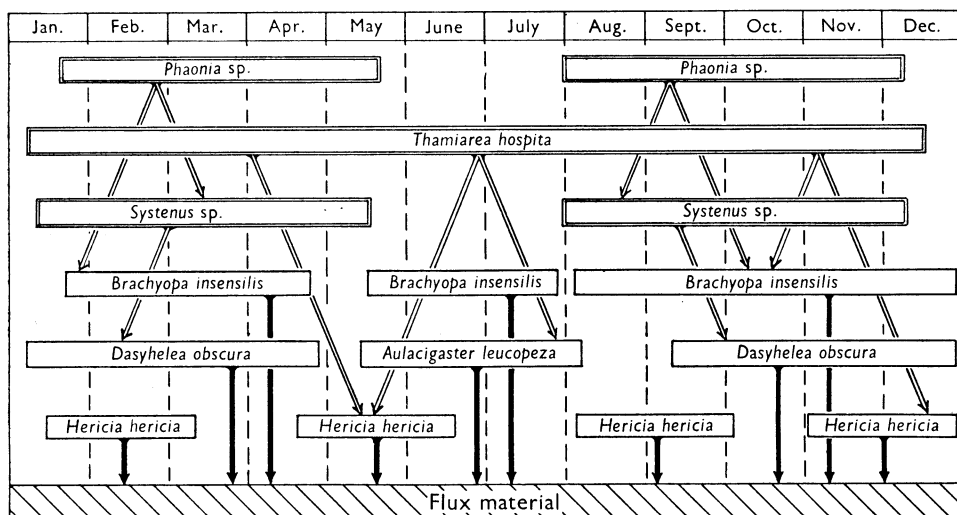 Jan. Feb. Mar. Apr. May June July Aug. Sept. Oct. Nov. Dec.
Phaonia sp. Phaonia sp.
Thamiarea hospita
Systenus sp. Systenus sp.
Brachyopa insensilis Brachyopa insensilis Brachyopa insensilis
Dasyhelea obscura Aulacigaster leucopeza Dasyhelea obscura
Hericia hericia Hericia hericia Hericia hericia Hericia hericia
Flux material